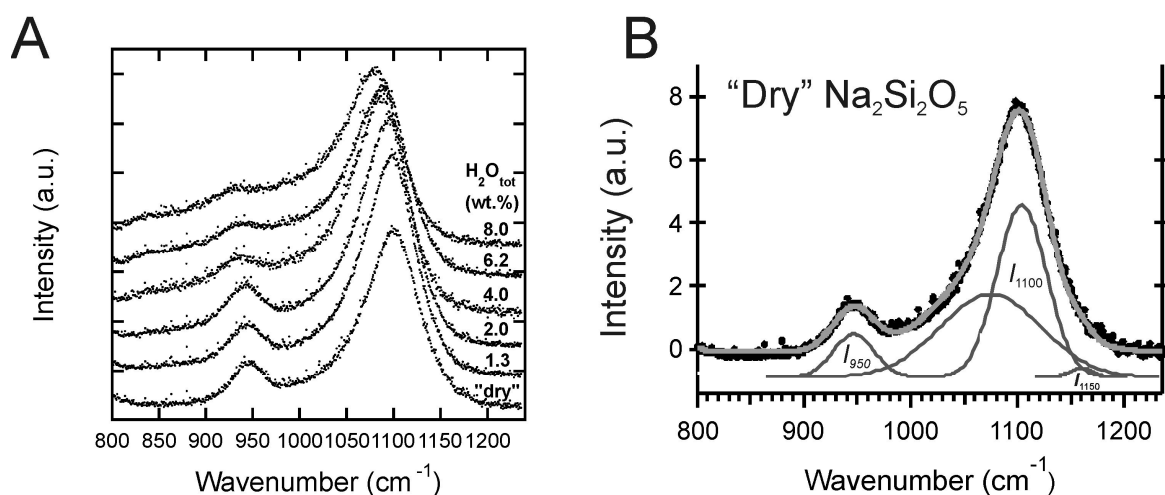 A
Intensity (a.u.)
H2Otot
(wt.%)
8.0
6.2
4.0
2.0
1.3
"dry"
800 850 900 950 1000 1050 1100 1150 1200
Wavenumber (cm-1)
B
“Dry” Na2Si2O5
Intensity (a.u.)
8
6
4
2
0
I950
I1100
I1150
800 900 1000 1100 1200
Wavenumber (cm-1)